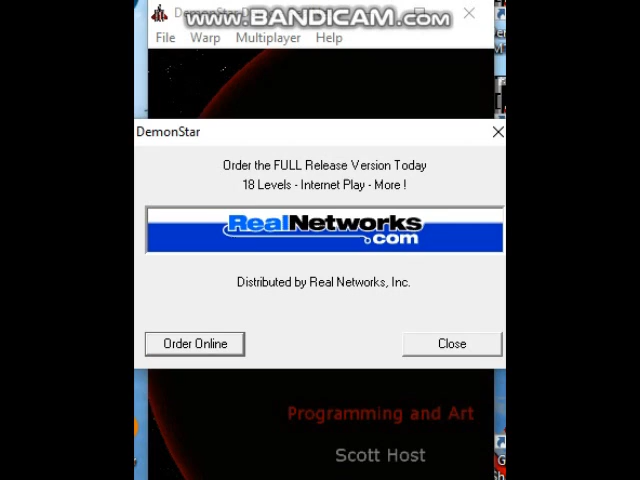 www.BANDICAM.com
DemonStar
File Warp Multiplayer Help
DemonStar
Order the FULL Release Version Today
18 Levels - Internet Play - More !
RealNetworks
.com
Distributed by Real Networks, Inc.
Order Online Close
Programming and Art
Scott Host